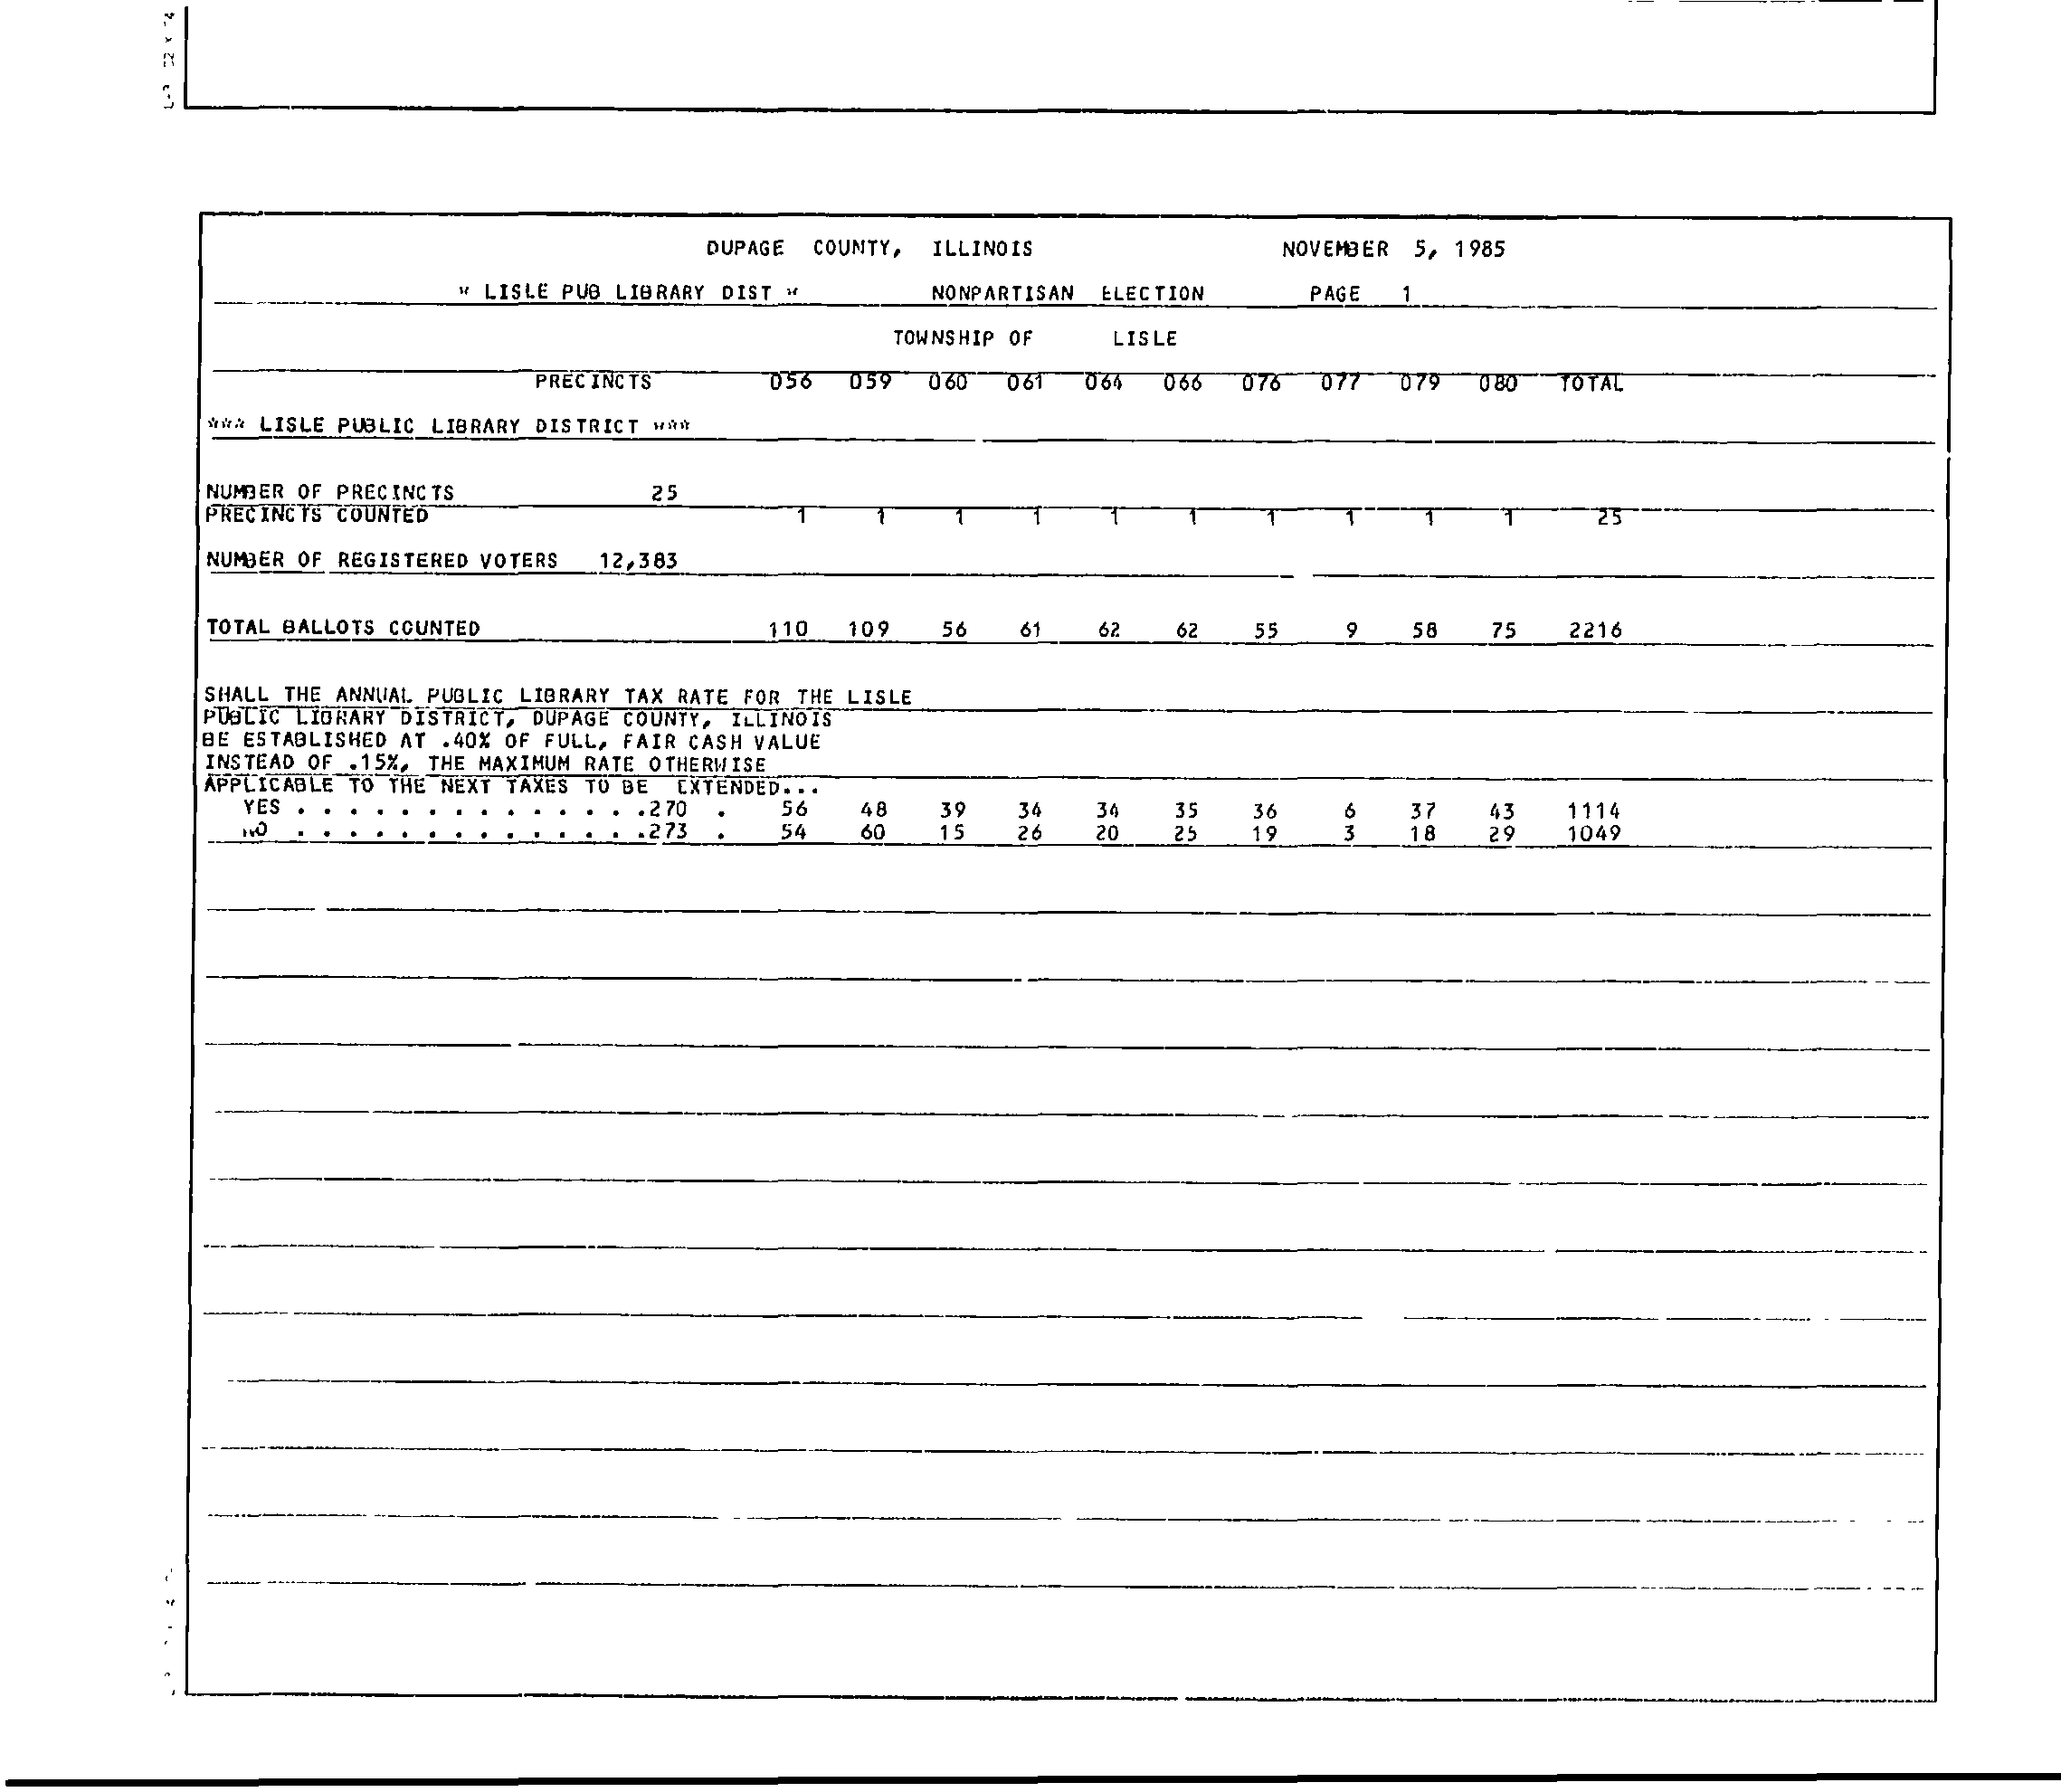 DUPAGE COUNTY, ILLINOIS NOVEMBER 5, 1985
* LISLE PUB LIBRARY DIST * NONPARTISAN ELECTION PAGE 1
TOWNSHIP OF LISLE
PRECINCTS 056 059 060 061 064 066 076 077 079 080 TOTAL
*** LISLE PUBLIC LIBRARY DISTRICT ***
NUMBER OF PRECINCTS 25
PRECINCTS COUNTED 1 1 1 1 1 1 1 1 1 1 25
NUMBER OF REGISTERED VOTERS 12,383
TOTAL BALLOTS COUNTED 110 109 56 61 62 62 55 9 58 75 2216
SHALL THE ANNUAL PUBLIC LIBRARY TAX RATE FOR THE LISLE
PUBLIC LIBRARY DISTRICT, DUPAGE COUNTY, ILLINOIS
BE ESTABLISHED AT .40% OF FULL, FAIR CASH VALUE
INSTEAD OF .15%, THE MAXIMUM RATE OTHERWISE
APPLICABLE TO THE NEXT TAXES TO BE EXTENDED...
YES . . . . . . . . . . . . . .270 . 56 48 39 34 34 35 36 6 37 43 1114
NO . . . . . . . . . . . . . .273 . 54 60 15 26 20 25 19 3 18 29 1049